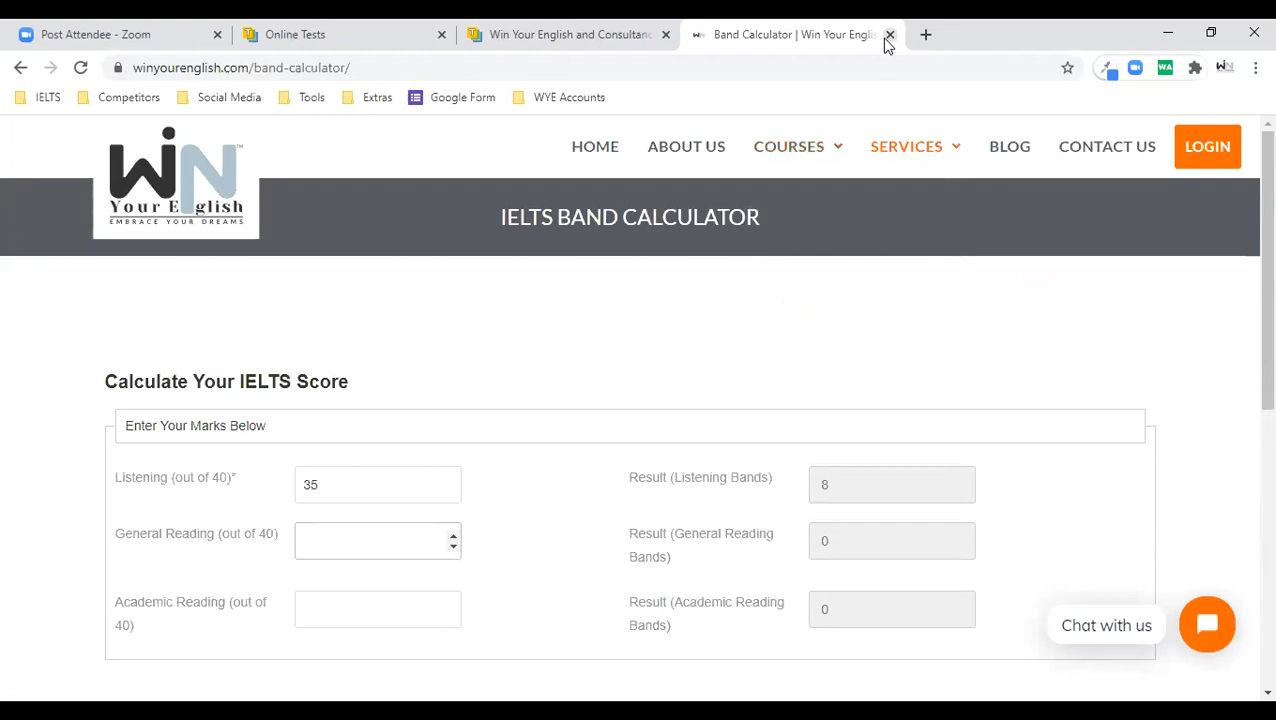 Post Attendee - Zoom
Online Tests
Win Your English and Consultanc
Band Calculator | Win Your Englis
winyourenglish.com/band-calculator/
WA
WiN
IELTS
Competitors
Social Media
Tools
Extras
Google Form
WYE Accounts
WiN™
Your English
EMBRACE YOUR DREAMS
HOME
ABOUT US
COURSES
SERVICES
BLOG
CONTACT US
LOGIN
IELTS BAND CALCULATOR
Calculate Your IELTS Score
Enter Your Marks Below
Listening (out of 40)*
35
Result (Listening Bands)
8
General Reading (out of 40)
Result (General Reading
Bands)
0
Academic Reading (out of
40)
Result (Academic Reading
Bands)
0
Chat with us